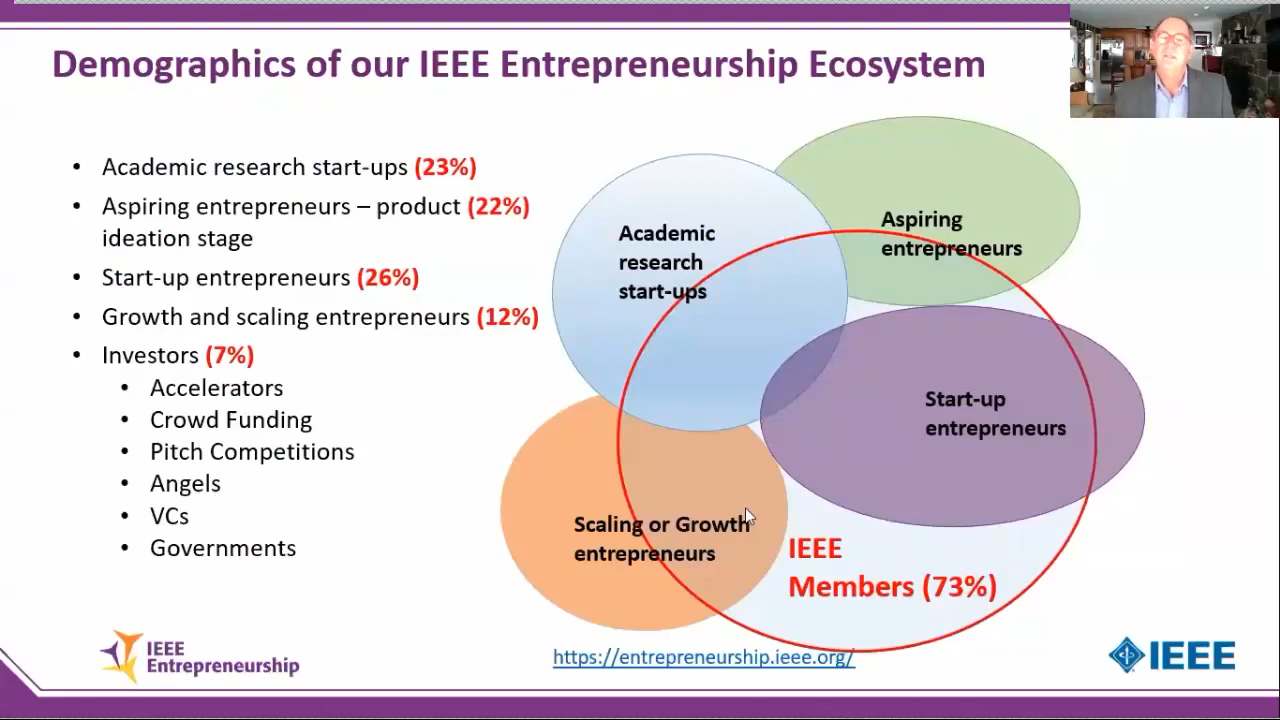 Demographics of our IEEE Entrepreneurship Ecosystem
• Academic research start-ups (23%)
• Aspiring entrepreneurs – product (22%)
ideation stage
• Start-up entrepreneurs (26%)
• Growth and scaling entrepreneurs (12%)
• Investors (7%)
• Accelerators
• Crowd Funding
• Pitch Competitions
• Angels
• VCs
• Governments
Academic
research
start-ups
Aspiring
entrepreneurs
Start-up
entrepreneurs
Scaling or Growth
entrepreneurs
IEEE
Members (73%)
IEEE
Entrepreneurship
https://entrepreneurship.ieee.org/
IEEE